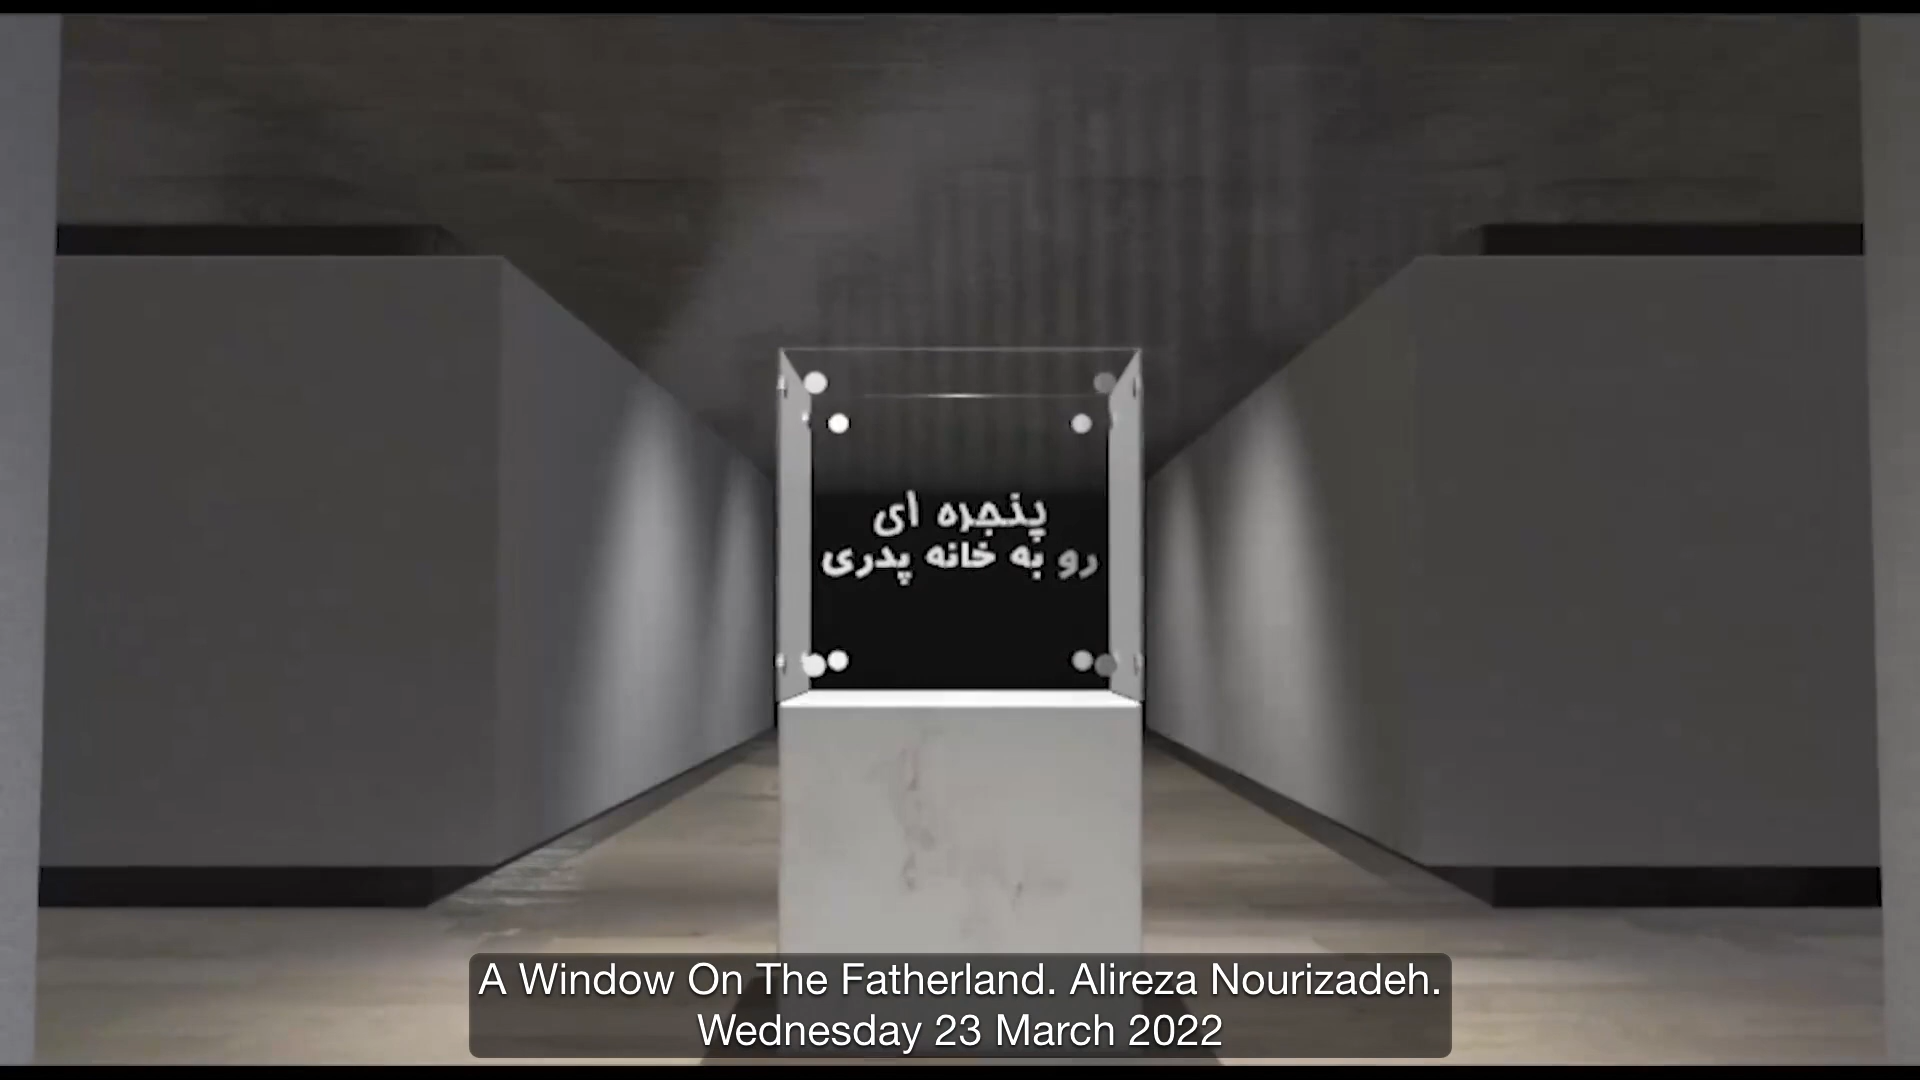 پنجره ای
رو به خانه پدری
A Window On The Fatherland. Alireza Nourizadeh.
Wednesday 23 March 2022